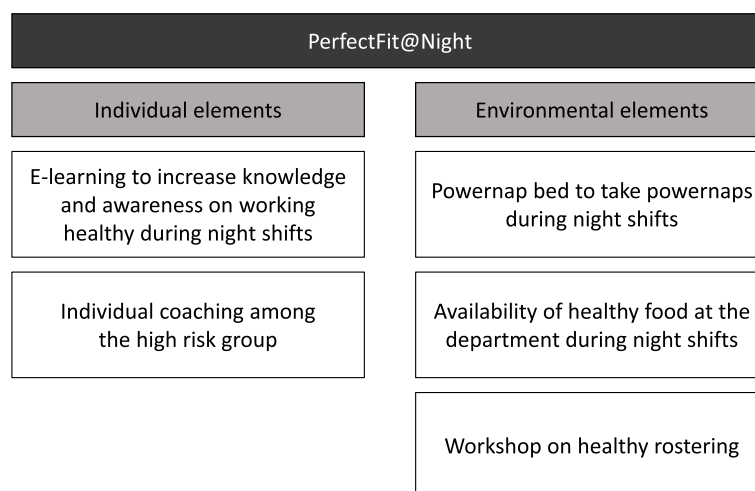 PerfectFit@Night
Individual elements
E-learning to increase knowledge
and awareness on working
healthy during night shifts
Individual coaching among
the high risk group
Environmental elements
Powernap bed to take powernaps
during night shifts
Availability of healthy food at the
department during night shifts
Workshop on healthy rostering